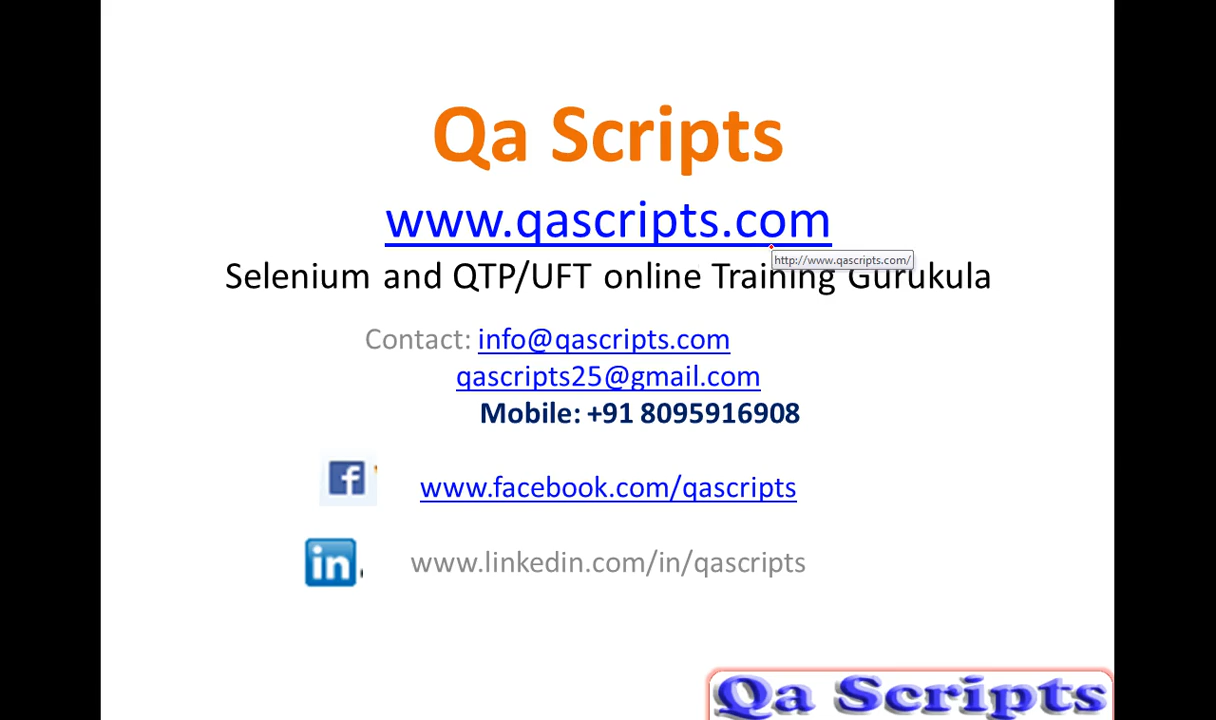 Qa Scripts
www.qascripts.com
http://www.qascripts.com/
Selenium and QTP/UFT online Training Gurukula
Contact: info@qascripts.com
qascripts25@gmail.com
Mobile: +91 8095916908
f
www.facebook.com/qascripts
in
www.linkedin.com/in/qascripts
Qa Scripts